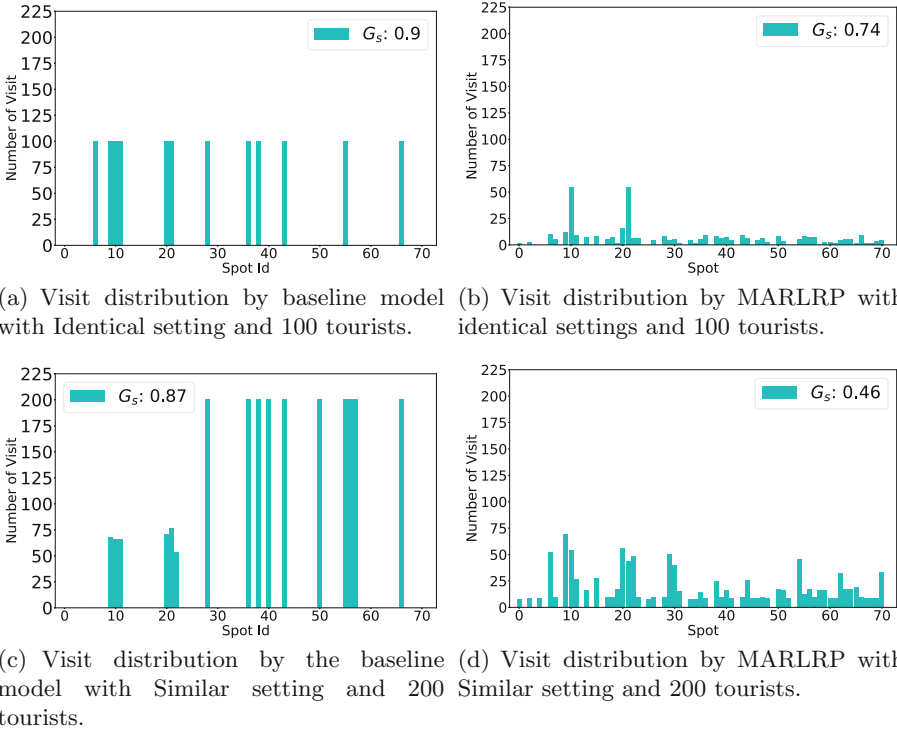 225
200
175
150
125
100
75
50
25
0
Number of Visit
Gs: 0.9
0 10 20 30 40 50 60 70
Spot Id
225
200
175
150
125
100
75
50
25
0
Number of Visit
Gs: 0.74
0 10 20 30 40 50 60 70
Spot
(a) Visit distribution by baseline model
with Identical setting and 100 tourists.
(b) Visit distribution by MARLRP with
identical settings and 100 tourists.
225
200
175
150
125
100
75
50
25
0
Number of Visit
Gs: 0.87
0 10 20 30 40 50 60 70
Spot Id
225
200
175
150
125
100
75
50
25
0
Number of Visit
Gs: 0.46
0 10 20 30 40 50 60 70
Spot
(c) Visit distribution by the baseline
model with Similar setting and 200
tourists.
(d) Visit distribution by MARLRP with
Similar setting and 200 tourists.